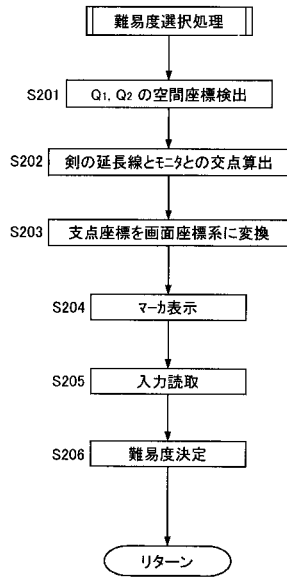 難易度選択処理
S201 Q1, Q2 の空間座標検出
S202 剣の延長線とモニタとの交点算出
S203 支点座標を画面座標系に変換
S204 マーカ表示
S205 入力読取
S206 難易度決定
リターン